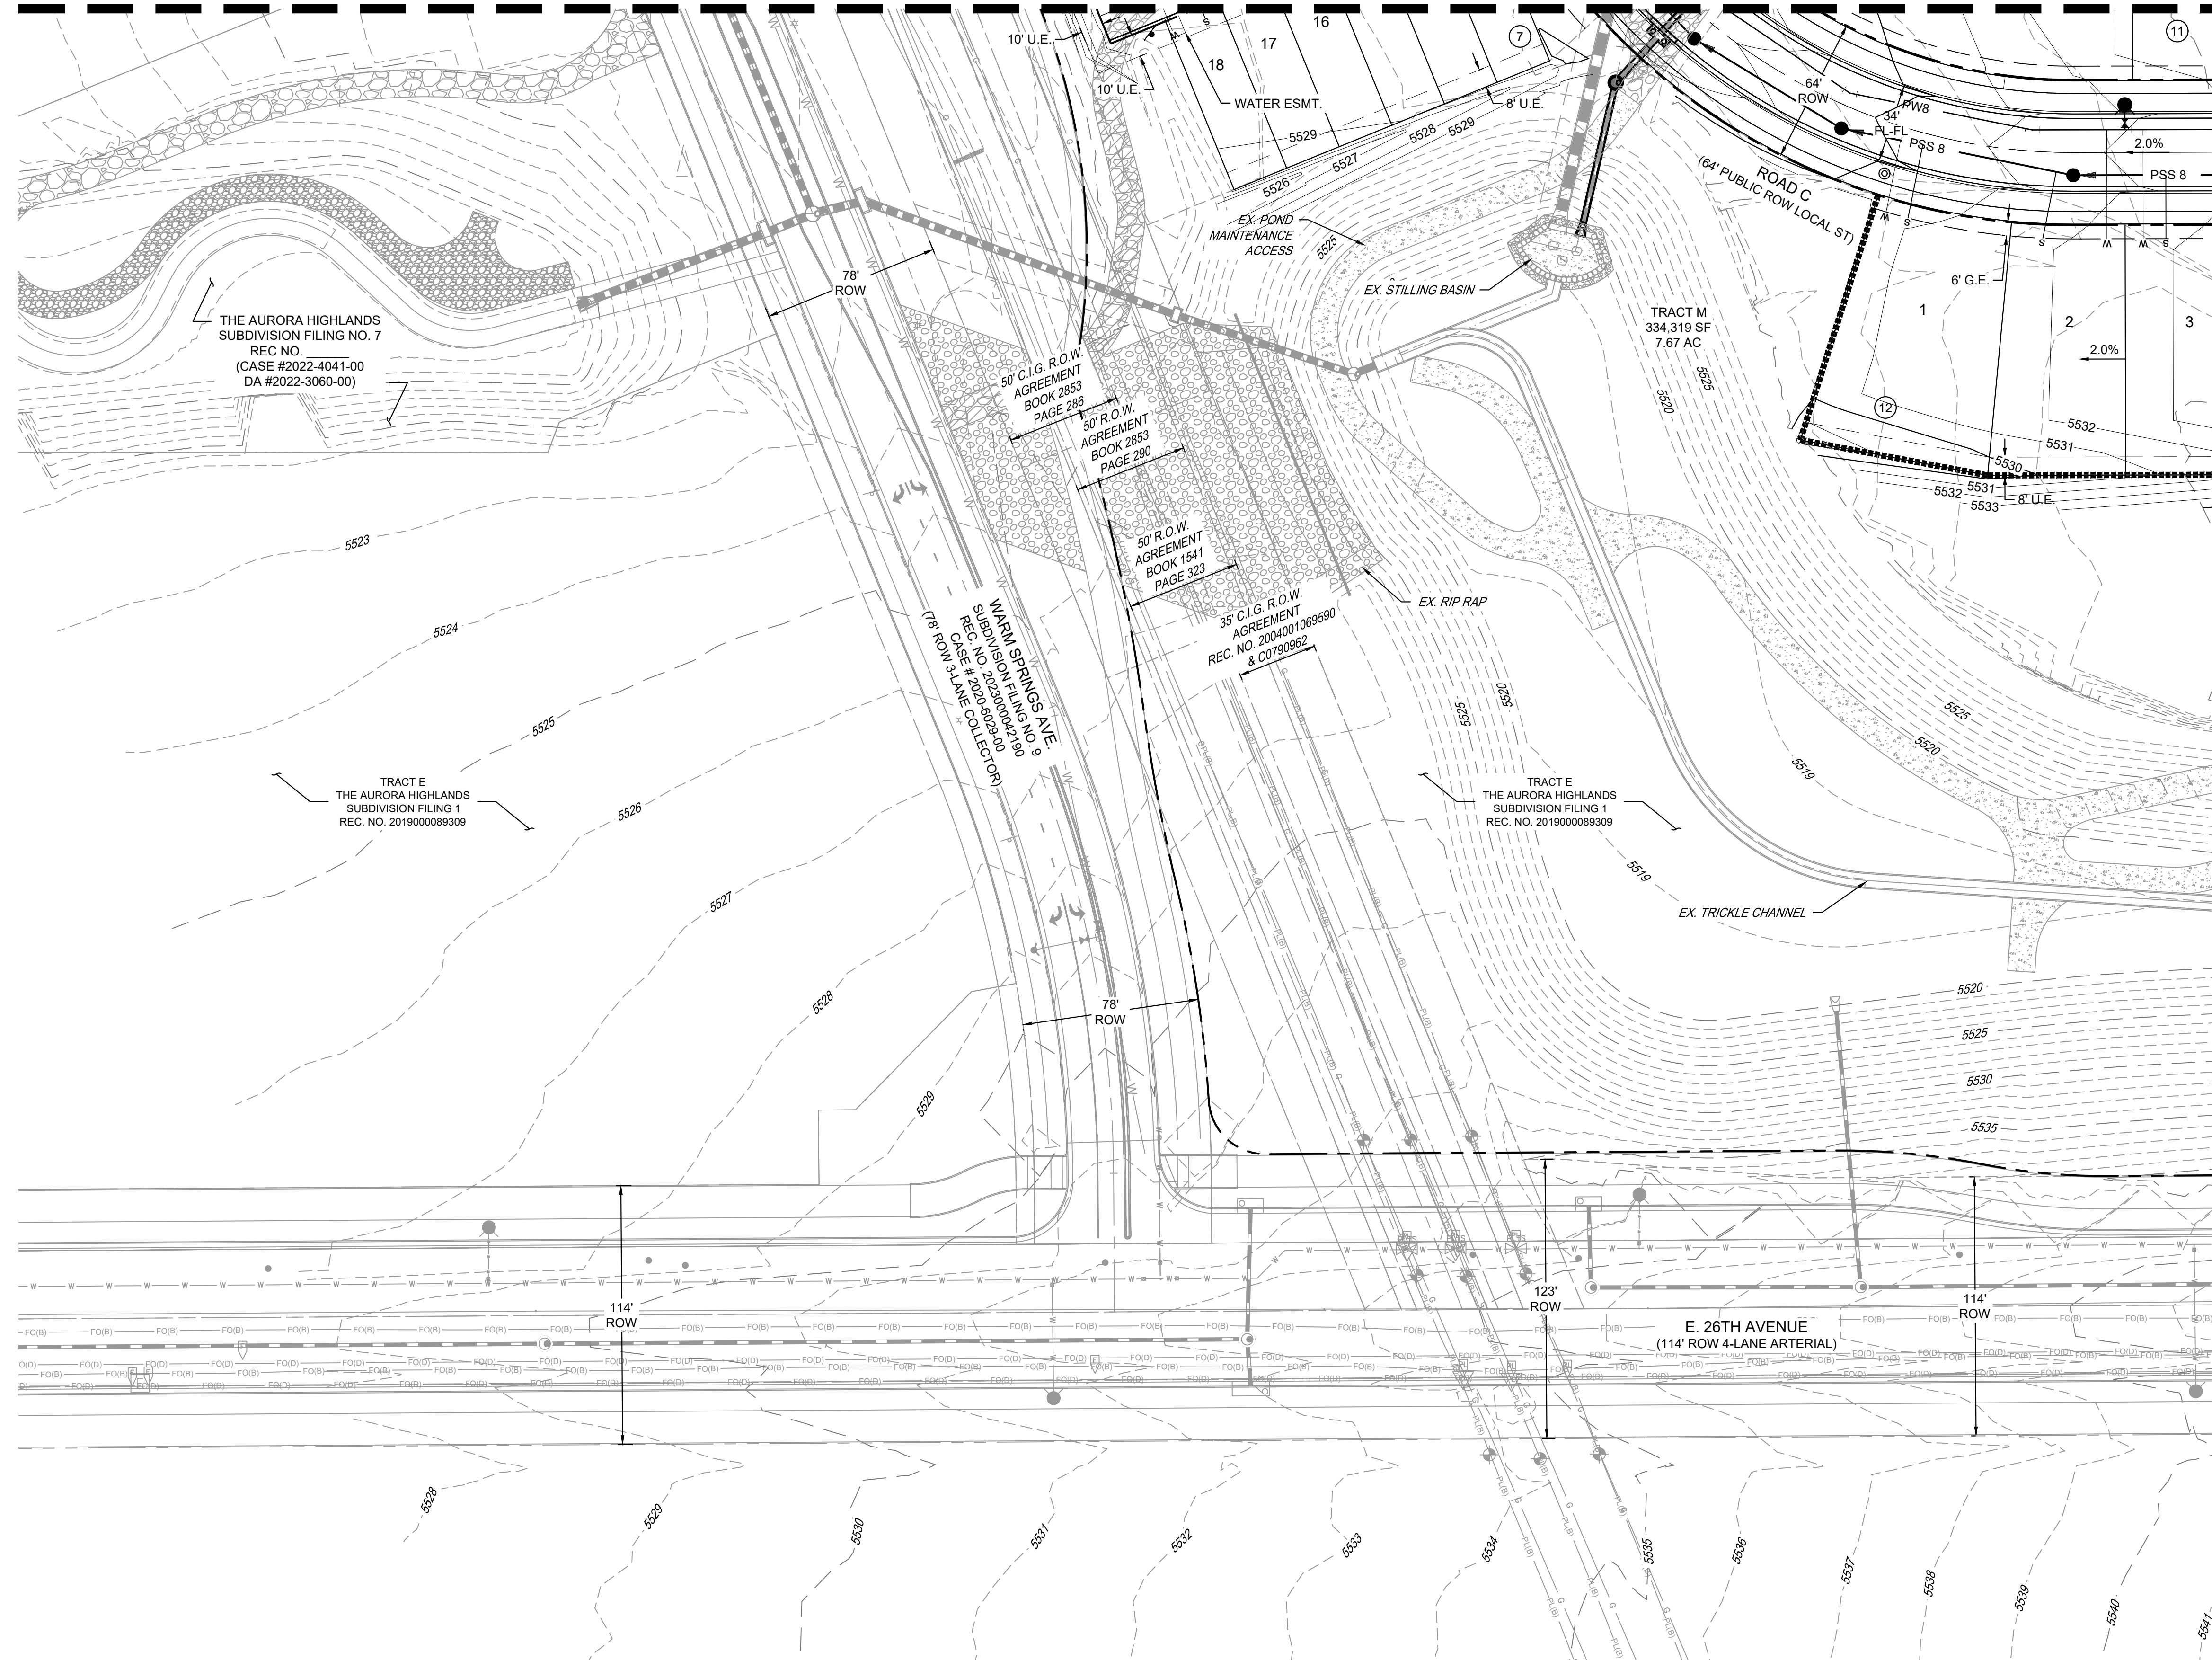 16
17
18
10' U.E.
10' U.E.
WATER ESMT.
8' U.E.
7
11
5529
5528
5529
5527
5526
64'
ROW
PW8
34'
FL-FL
PSS 8
PSS 8
2.0%
ROAD C
(64' PUBLIC ROW LOCAL ST)
EX. POND
MAINTENANCE
ACCESS
5525
EX. STILLING BASIN
6' G.E.
1
2
3
2.0%
12
5532
5531
5530
5531
5532
5533
8' U.E.
TRACT M
334,319 SF
7.67 AC
5525
5520
78'
ROW
THE AURORA HIGHLANDS
SUBDIVISION FILING NO. 7
REC NO. ______
(CASE #2022-4041-00
DA #2022-3060-00)
50' C.I.G. R.O.W.
AGREEMENT
BOOK 2853
PAGE 286
50' R.O.W.
AGREEMENT
BOOK 2853
PAGE 290
50' R.O.W.
AGREEMENT
BOOK 1541
PAGE 323
35' C.I.G. R.O.W.
AGREEMENT
REC. NO. 2004001069590
& C0790962
EX. RIP RAP
WARM SPRINGS AVE.
SUBDIVISION FILING NO. 9
REC. NO. 2023000042190
CASE # 2020-6029-00
(78' ROW 3-LANE COLLECTOR)
5523
5524
5525
5526
5527
5528
5529
TRACT E
THE AURORA HIGHLANDS
SUBDIVISION FILING 1
REC. NO. 2019000089309
TRACT E
THE AURORA HIGHLANDS
SUBDIVISION FILING 1
REC. NO. 2019000089309
5525
5520
5519
5519
5525
5520
EX. TRICKLE CHANNEL
78'
ROW
5520
5525
5530
5535
114'
ROW
123'
ROW
114'
ROW
E. 26TH AVENUE
(114' ROW 4-LANE ARTERIAL)
5528
5529
5530
5531
5532
5533
5534
5535
5536
5537
5538
5539
5540
5541